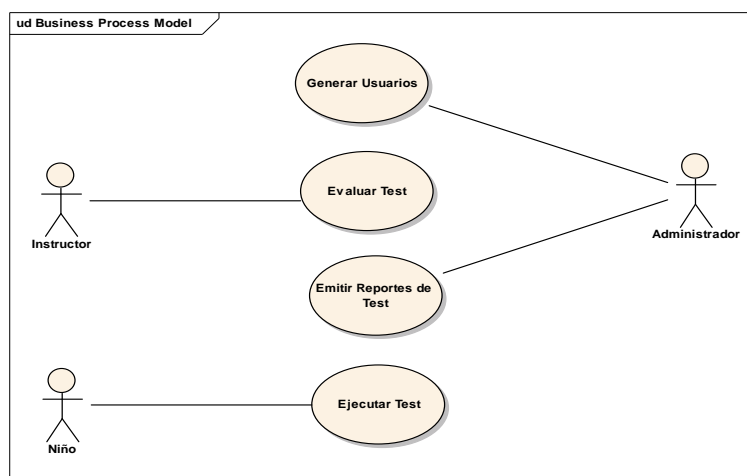 ud Business Process Model
Generar Usuarios
Evaluar Test
Instructor
Administrador
Emitir Reportes de
Test
Ejecutar Test
Niño